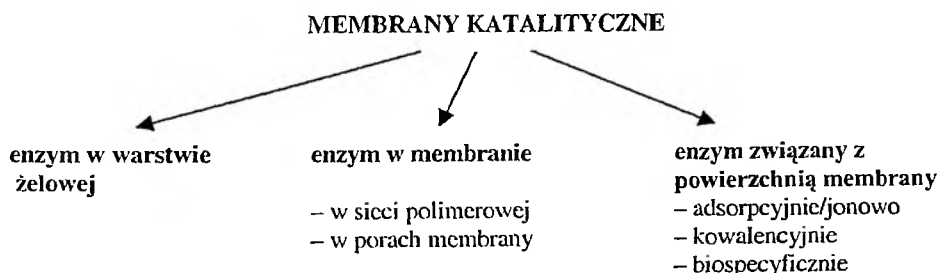 MEMBRANY KATALITYCZNE
enzym w warstwie
żelowej
enzym w membranie
– w sieci polimerowej
– w porach membrany
enzym związany z
powierzchnią membrany
– adsorpcyjnie/jonowo
– kowalencyjnie
– biospecyficznie